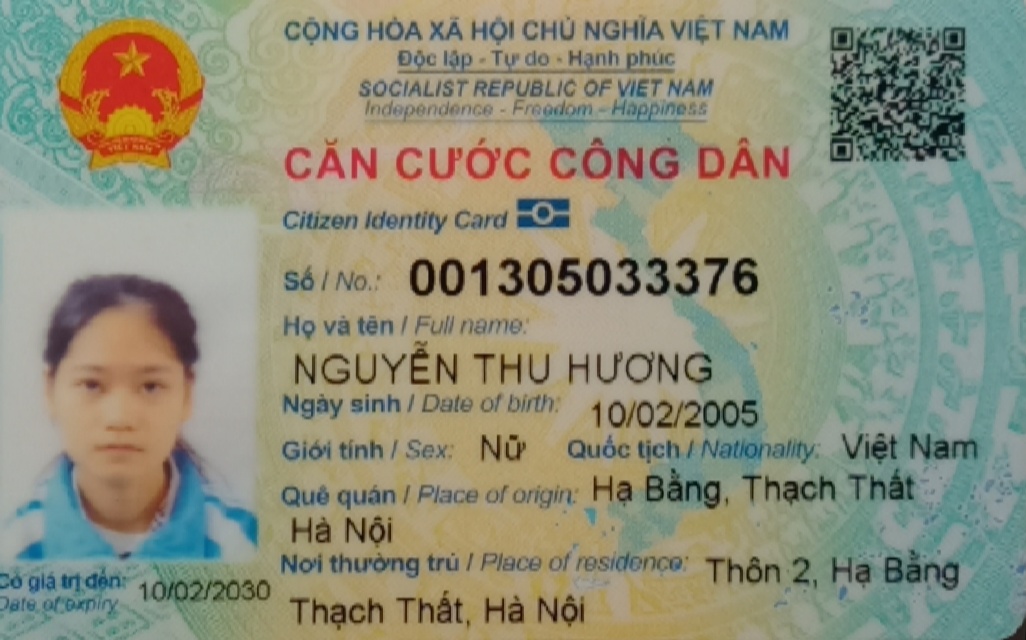 CỘNG HÒA XÃ HỘI CHỦ NGHĨA VIỆT NAM
Độc lập - Tự do - Hạnh phúc
SOCIALIST REPUBLIC OF VIET NAM
Independence - Freedom - Happiness
CĂN CƯỚC CÔNG DÂN
Citizen Identity Card
Số / No.: 001305033376
Họ và tên / Full name:
NGUYỄN THU HƯƠNG
Ngày sinh / Date of birth: 10/02/2005
Giới tính / Sex: Nữ Quốc tịch / Nationality: Việt Nam
Quê quán / Place of origin: Hạ Bằng, Thạch Thất
Hà Nội
Nơi thường trú / Place of residence: Thôn 2, Hạ Bằng
Thạch Thất, Hà Nội
Có giá trị đến: 10/02/2030
Date of expiry
VIỆT NAM